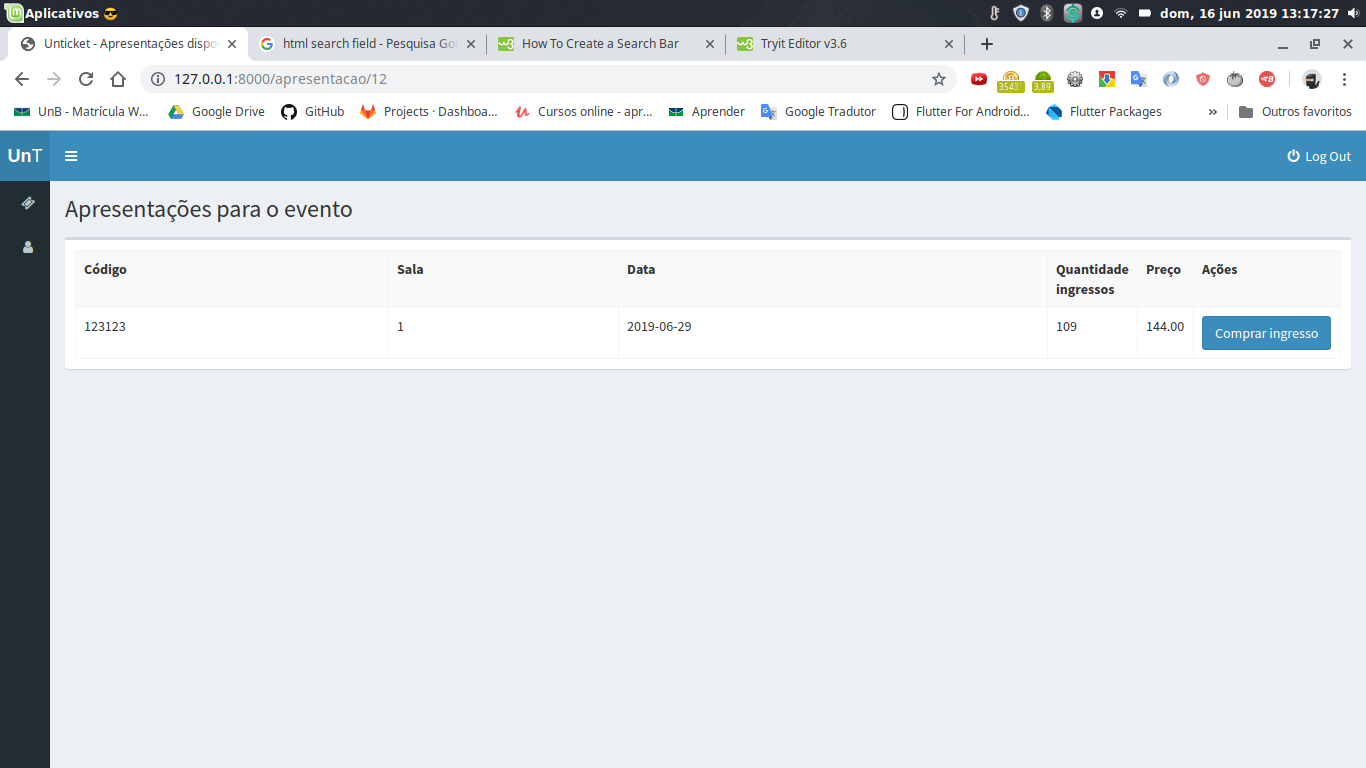 Aplicativos 😎
dom, 16 jun 2019 13:17:27
Unticket - Apresentações dispo
html search field - Pesquisa Goo
How To Create a Search Bar
Tryit Editor v3.6
127.0.0.1:8000/apresentacao/12
3543
3,89
UnB - Matrícula W...
Google Drive
GitHub
Projects · Dashboa...
Cursos online - apr...
Aprender
Google Tradutor
Flutter For Android...
Flutter Packages
»
Outros favoritos
UnT
Log Out
Apresentações para o evento
Código Sala Data Quantidade ingressos Preço Ações
123123 1 2019-06-29 109 144.00 Comprar ingresso